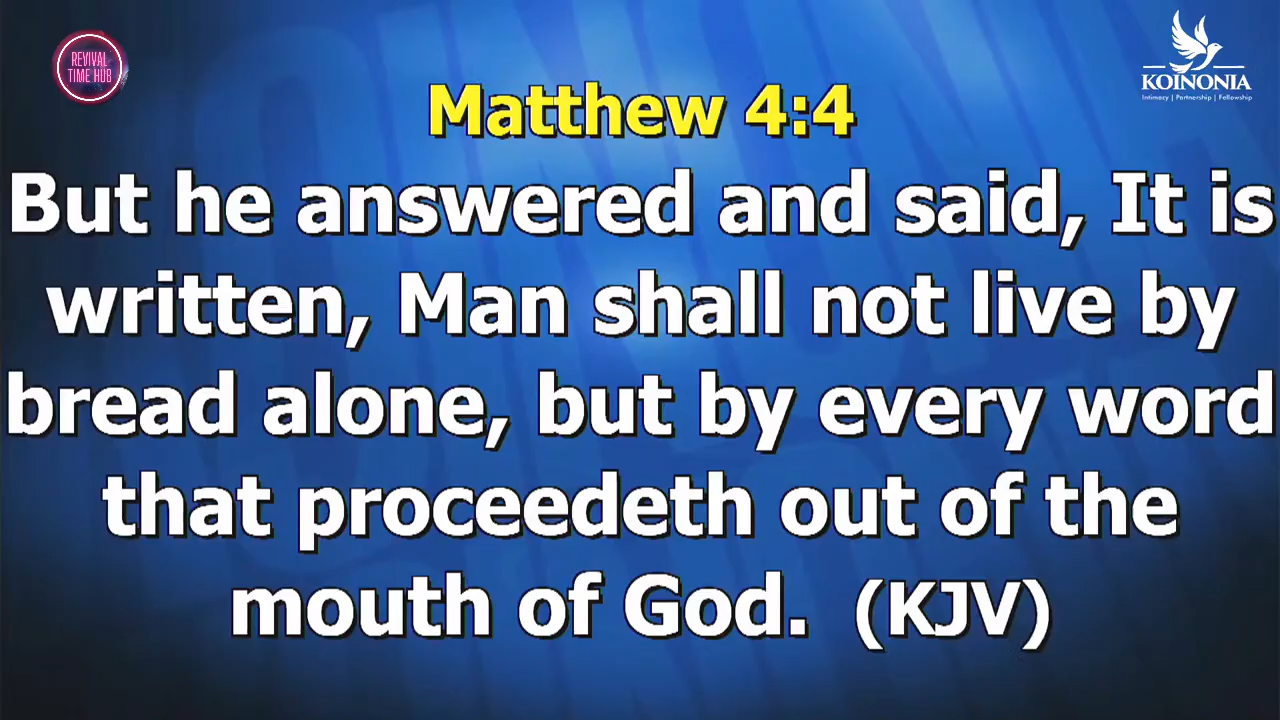 REVIVAL
TIME HUB
KOINONIA
Intimacy | Partnership | Fellowship
Matthew 4:4
But he answered and said, It is
written, Man shall not live by
bread alone, but by every word
that proceedeth out of the
mouth of God. (KJV)